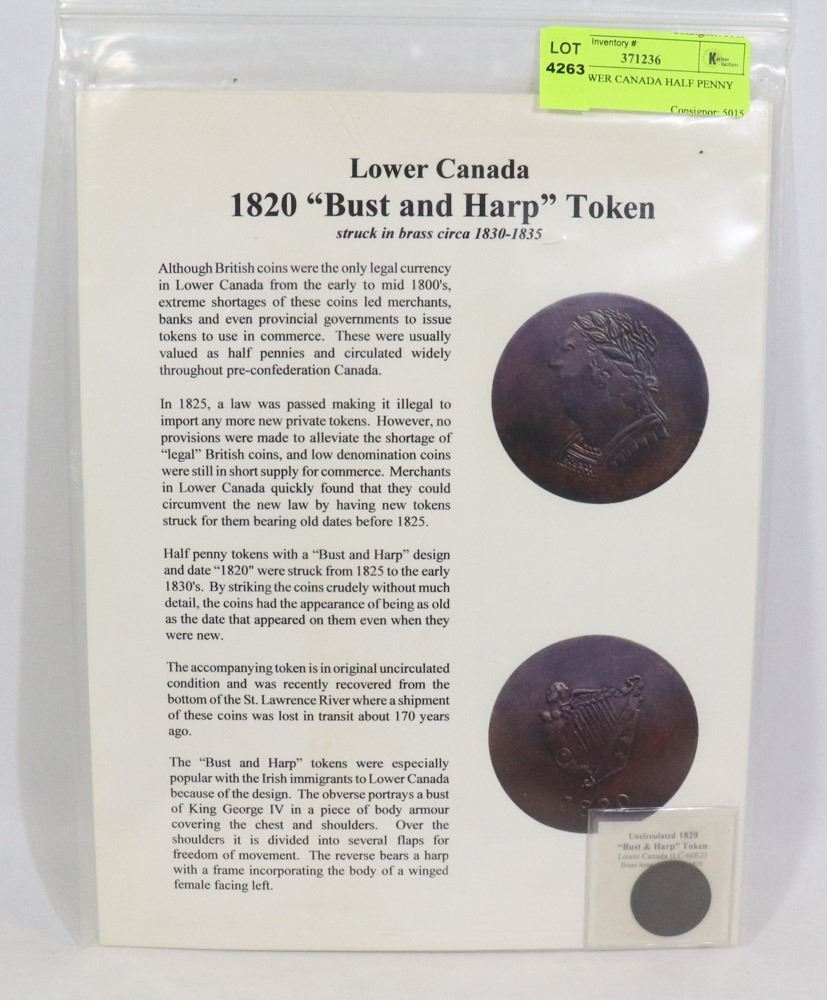 LOT
4263
Inventory #:
371236
WER CANADA HALF PENNY
Consignor: 5015
Lower Canada
1820 “Bust and Harp” Token
struck in brass circa 1830-1835
Although British coins were the only legal currency
in Lower Canada from the early to mid 1800's,
extreme shortages of these coins led merchants,
banks and even provincial governments to issue
tokens to use in commerce. These were usually
valued as half pennies and circulated widely
throughout pre-confederation Canada.
In 1825, a law was passed making it illegal to
import any more new private tokens. However, no
provisions were made to alleviate the shortage of
“legal” British coins, and low denomination coins
were still in short supply for commerce. Merchants
in Lower Canada quickly found that they could
circumvent the new law by having new tokens
struck for them bearing old dates before 1825.
Half penny tokens with a “Bust and Harp” design
and date “1820" were struck from 1825 to the early
1830's. By striking the coins crudely without much
detail, the coins had the appearance of being as old
as the date that appeared on them even when they
were new.
The accompanying token is in original uncirculated
condition and was recently recovered from the
bottom of the St. Lawrence River where a shipment
of these coins was lost in transit about 170 years
ago.
The “Bust and Harp” tokens were especially
popular with the Irish immigrants to Lower Canada
because of the design. The obverse portrays a bust
of King George IV in a piece of body armour
covering the chest and shoulders. Over the
shoulders it is divided into several flaps for
freedom of movement. The reverse bears a harp
with a frame incorporating the body of a winged
female facing left.
1820
Uncirculated 1820
“Bust & Harp” Token
Lower Canada (LC-60E2)
Brass